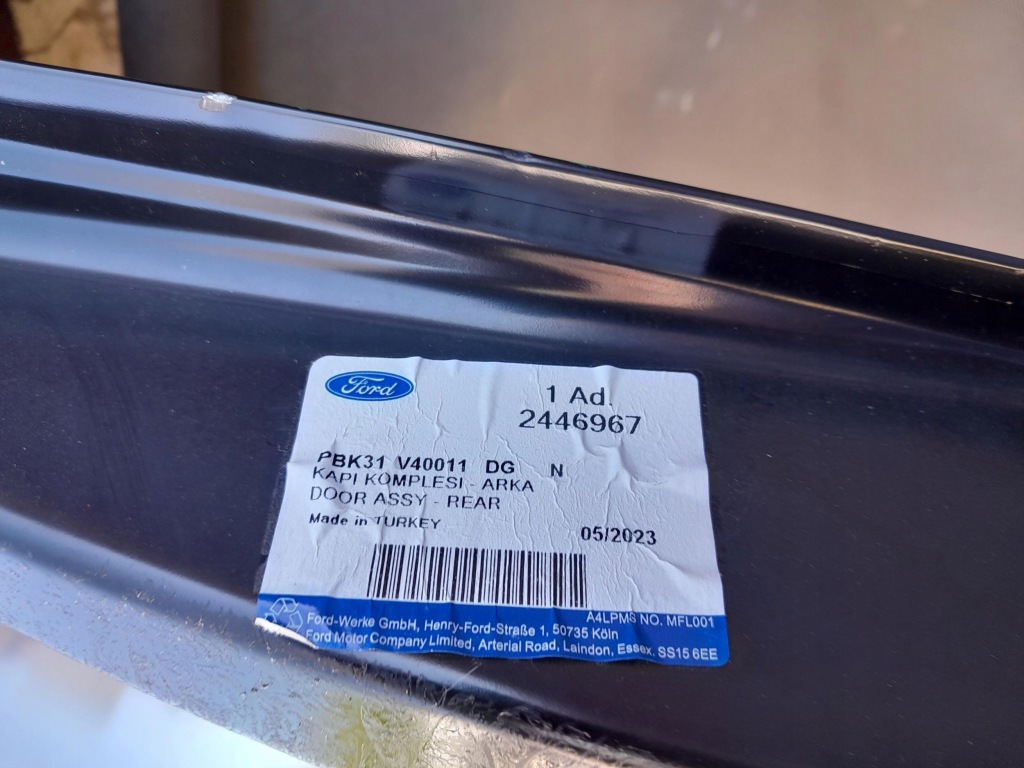 Ford
1 Ad.
2446967
PBK31 V40011 DG N
KAPI KOMPLESI - ARKA
DOOR ASSY - REAR
Made in TURKEY
05/2023
A4LPMS NO. MFL001
Ford-Werke GmbH, Henry-Ford-Straße 1, 50735 Köln
Ford Motor Company Limited, Arterial Road, Laindon, Essex, SS15 6EE